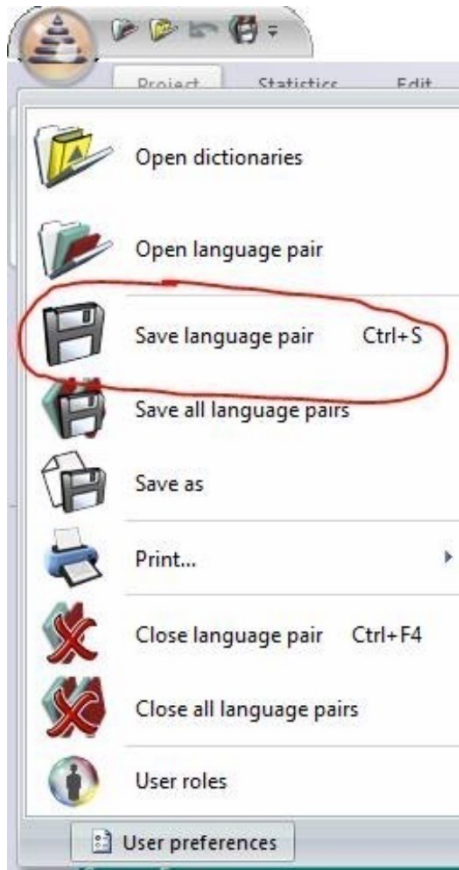 Project Statistics Edit
Open dictionaries
Open language pair
Save language pair Ctrl+S
Save all language pairs
Save as
Print...
Close language pair Ctrl+F4
Close all language pairs
User roles
User preferences